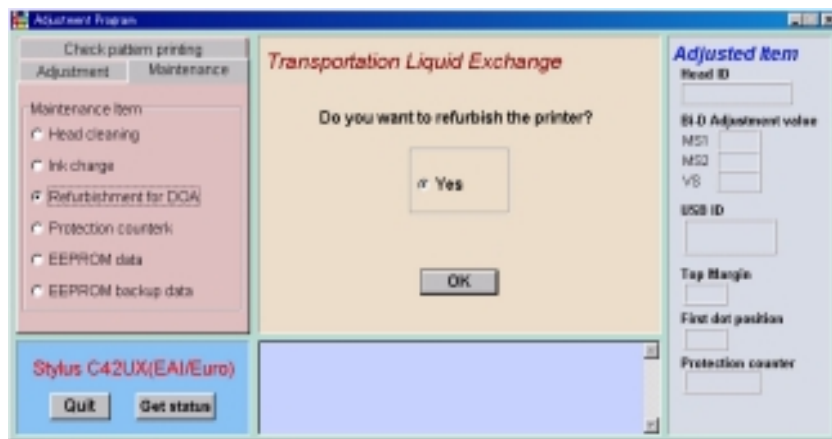 Adjustment Program
Check pattern printing
Adjustment
Maintenance
Maintenance Item
Head cleaning
Ink charge
Refurbishment for DOA
Protection counterk
EEPROM data
EEPROM backup data
Transportation Liquid Exchange
Do you want to refurbish the printer?
Yes
OK
Stylus C42UX(EAI/Euro)
Quit
Get status
Adjusted Item
Head ID
Bi-D Adjustment value
MS1
MS2
VS
USB ID
Top Margin
First dot position
Protection counter